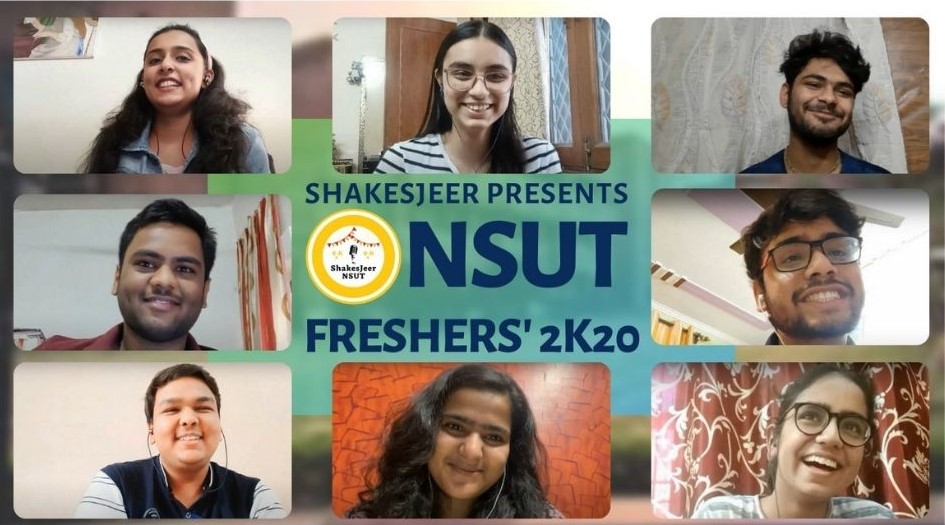 SHAKESJEER PRESENTS
ShakesJeer
NSUT
NSUT
FRESHERS' 2K20